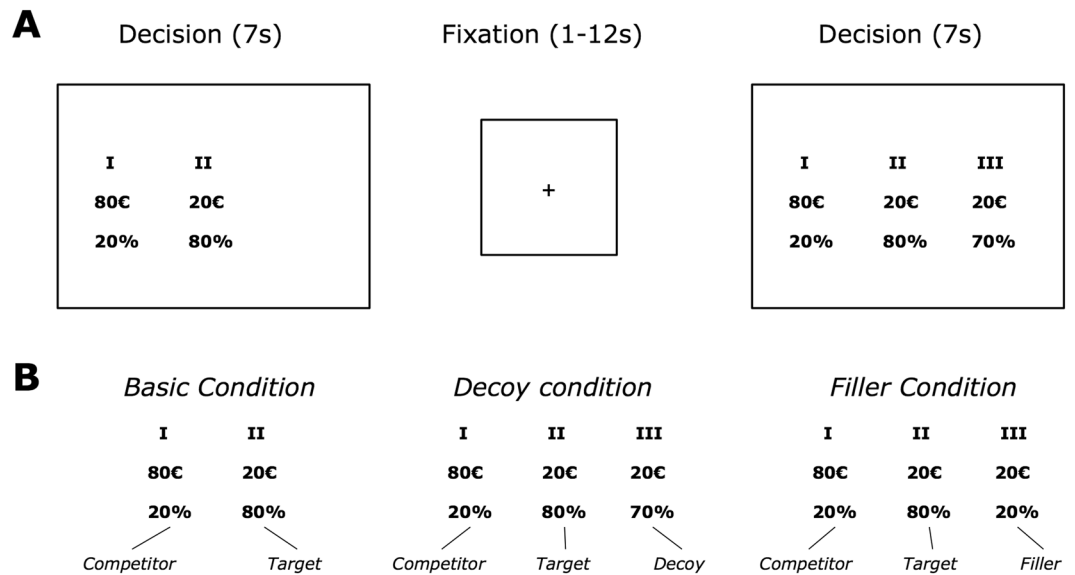 A
Decision (7s) Fixation (1-12s) Decision (7s)
I II
80€ 20€
20% 80%
+
I II III
80€ 20€ 20€
20% 80% 70%
B
Basic Condition Decoy condition Filler Condition
I II I II III I II III
80€ 20€ 80€ 20€ 20€ 80€ 20€ 20€
20% 80% 20% 80% 70% 20% 80% 20%
Competitor Target Competitor Target Decoy Competitor Target Filler